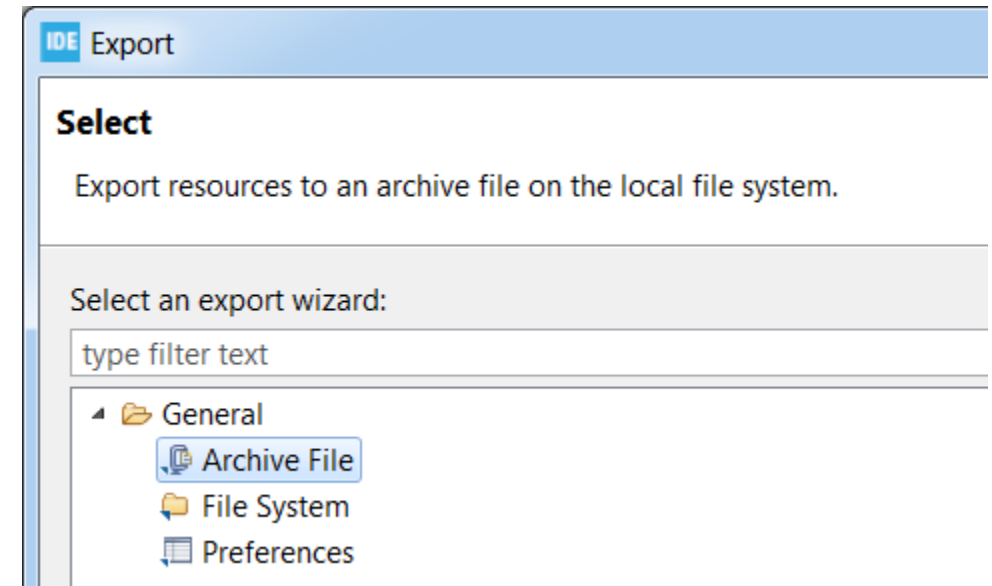 IDE Export
Select
Export resources to an archive file on the local file system.
Select an export wizard:
type filter text
General
Archive File
File System
Preferences